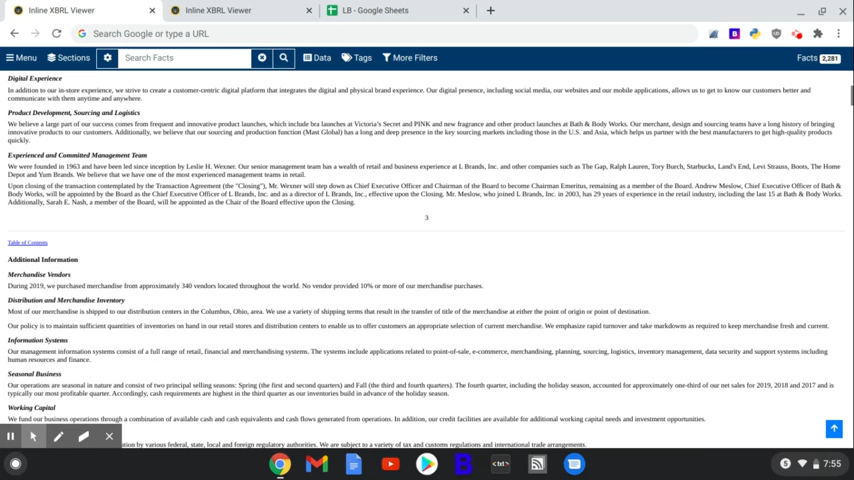 Inline XBRL Viewer
Inline XBRL Viewer
LB - Google Sheets
Search Google or type a URL
Menu
Sections
Search Facts
Data
Tags
More Filters
Facts 2,281
Digital Experience
In addition to our in-store experience, we strive to create a customer-centric digital platform that integrates the digital and physical brand experience. Our digital presence, including social media, our websites and our mobile applications, allows us to get to know our customers better and
communicate with them anytime and anywhere.
Product Development, Sourcing and Logistics
We believe a large part of our success comes from frequent and innovative product launches, which include bra launches at Victoria's Secret and PINK and new fragrance and other product launches at Bath & Body Works. Our merchant, design and sourcing teams have a long history of bringing
innovative products to our customers. Additionally, we believe that our sourcing and production function (Mast Global) has a long and deep presence in the key sourcing markets including those in the U.S. and Asia, which helps us partner with the best manufacturers to get high-quality products
quickly.
Experienced and Committed Management Team
We were founded in 1963 and have been led since inception by Leslie H. Wexner. Our senior management team has a wealth of retail and business experience at L Brands, Inc. and other companies such as The Gap, Ralph Lauren, Tory Burch, Starbucks, Land's End, Levi Strauss, Boots, The Home
Depot and Yum Brands. We believe that we have one of the most experienced management teams in retail.
Upon closing of the transaction contemplated by the Transaction Agreement (the "Closing"), Mr. Wexner will step down as Chief Executive Officer and Chairman of the Board to become Chairman Emeritus, remaining as a member of the Board. Andrew Meslow, Chief Executive Officer of Bath &
Body Works, will be appointed by the Board as the Chief Executive Officer of L Brands, Inc. and as a director of L Brands, Inc., effective upon the Closing. Mr. Meslow, who joined L Brands, Inc. in 2003, has 29 years of experience in the retail industry, including the last 15 at Bath & Body Works.
Additionally, Sarah E. Nash, a member of the Board, will be appointed as the Chair of the Board effective upon the Closing.
3
Table of Contents
Additional Information
Merchandise Vendors
During 2019, we purchased merchandise from approximately 340 vendors located throughout the world. No vendor provided 10% or more of our merchandise purchases.
Distribution and Merchandise Inventory
Most of our merchandise is shipped to our distribution centers in the Columbus, Ohio, area. We use a variety of shipping terms that result in the transfer of title of the merchandise at either the point of origin or point of destination.
Our policy is to maintain sufficient quantities of inventories on hand in our retail stores and distribution centers to enable us to offer customers an appropriate selection of current merchandise. We emphasize rapid turnover and take markdowns as required to keep merchandise fresh and current.
Information Systems
Our management information systems consist of a full range of retail, financial and merchandising systems. The systems include applications related to point-of-sale, e-commerce, merchandising, planning, sourcing, logistics, inventory management, data security and support systems including
human resources and finance.
Seasonal Business
Our operations are seasonal in nature and consist of two principal selling seasons: Spring (the first and second quarters) and Fall (the third and fourth quarters). The fourth quarter, including the holiday season, accounted for approximately one-third of our net sales for 2019, 2018 and 2017 and is
typically our most profitable quarter. Accordingly, cash requirements are highest in the third quarter as our inventories build in advance of the holiday season.
Working Capital
We fund our business operations through a combination of available cash and cash equivalents and cash flows generated from operations. In addition, our credit facilities are available for additional working capital needs and investment opportunities.
tion by various federal, state, local and foreign regulatory authorities. We are subject to a variety of tax and customs regulations and international trade arrangements.
<txt>
7:55